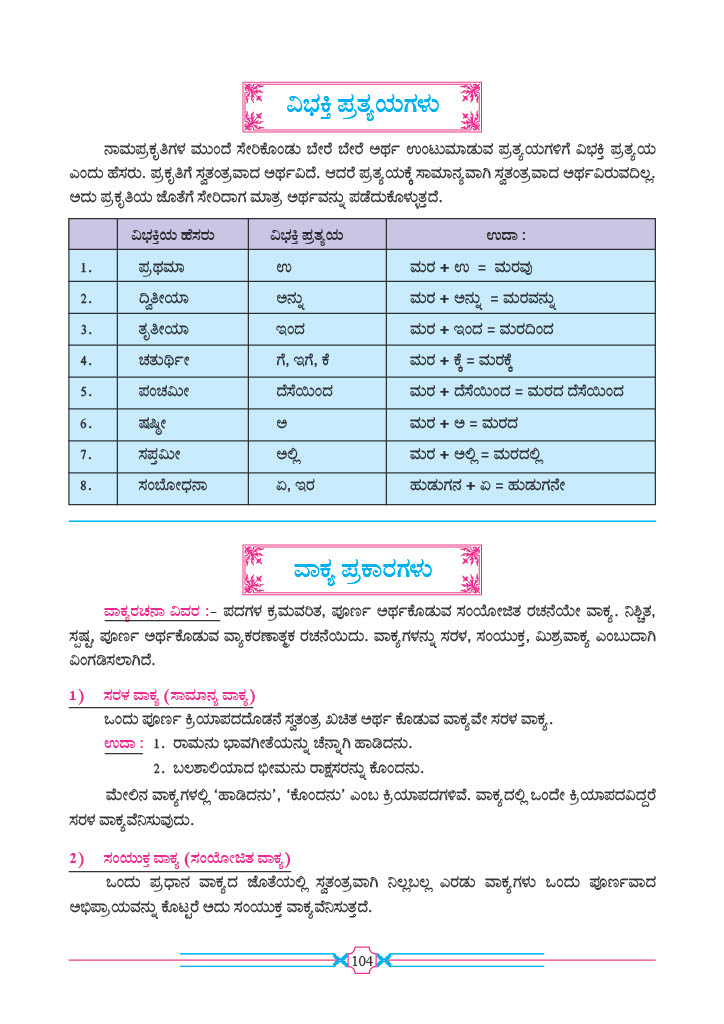 ವಿಭಕ್ತಿ ಪ್ರತ್ಯಯಗಳು
ನಾಮಪ್ರಕೃತಿಗಳ ಮುಂದೆ ಸೇರಿಕೊಂಡು ಬೇರೆ ಬೇರೆ ಅರ್ಥ ಉಂಟುಮಾಡುವ ಪ್ರತ್ಯಯಗಳಿಗೆ ವಿಭಕ್ತಿ ಪ್ರತ್ಯಯ
ಎಂದು ಹೆಸರು. ಪ್ರಕೃತಿಗೆ ಸ್ವತಂತ್ರವಾದ ಅರ್ಥವಿದೆ. ಆದರೆ ಪ್ರತ್ಯಯಕ್ಕೆ ಸಾಮಾನ್ಯವಾಗಿ ಸ್ವತಂತ್ರವಾದ ಅರ್ಥವಿರುವದಿಲ್ಲ.
ಅದು ಪ್ರಕೃತಿಯ ಜೊತೆಗೆ ಸೇರಿದಾಗ ಮಾತ್ರ ಅರ್ಥವನ್ನು ಪಡೆದುಕೊಳ್ಳುತ್ತದೆ.
ವಿಭಕ್ತಿಯ ಹೆಸರು ವಿಭಕ್ತಿ ಪ್ರತ್ಯಯ ಉದಾ :
1. ಪ್ರಥಮಾ ಉ ಮರ + ಉ = ಮರವು
2. ದ್ವಿತೀಯಾ ಅನ್ನು ಮರ + ಅನ್ನು = ಮರವನ್ನು
3. ತೃತೀಯಾ ಇಂದ ಮರ + ಇಂದ = ಮರದಿಂದ
4. ಚತುರ್ಥೀ ಗೆ, ಇಗೆ, ಕೆ ಮರ + ಕ್ಕೆ = ಮರಕ್ಕೆ
5. ಪಂಚಮೀ ದೆಸೆಯಿಂದ ಮರ + ದೆಸೆಯಿಂದ = ಮರದ ದೆಸೆಯಿಂದ
6. ಷಷ್ಠೀ ಅ ಮರ + ಅ = ಮರದ
7. ಸಪ್ತಮೀ ಅಲ್ಲಿ ಮರ + ಅಲ್ಲಿ = ಮರದಲ್ಲಿ
8. ಸಂಬೋಧನಾ ಏ, ಇರ ಹುಡುಗನ + ಏ = ಹುಡುಗನೇ
ವಾಕ್ಯ ಪ್ರಕಾರಗಳು
ವಾಕ್ಯರಚನಾ ವಿವರ :- ಪದಗಳ ಕ್ರಮವರಿತ, ಪೂರ್ಣ ಅರ್ಥಕೊಡುವ ಸಂಯೋಜಿತ ರಚನೆಯೇ ವಾಕ್ಯ. ನಿಶ್ಚಿತ,
ಸ್ಪಷ್ಟ, ಪೂರ್ಣ ಅರ್ಥಕೊಡುವ ವ್ಯಾಕರಣಾತ್ಮಕ ರಚನೆಯಿದು. ವಾಕ್ಯಗಳನ್ನು ಸರಳ, ಸಂಯುಕ್ತ, ಮಿಶ್ರವಾಕ್ಯ ಎಂಬುದಾಗಿ
ವಿಂಗಡಿಸಲಾಗಿದೆ.
1) ಸರಳ ವಾಕ್ಯ (ಸಾಮಾನ್ಯ ವಾಕ್ಯ)
ಒಂದು ಪೂರ್ಣ ಕ್ರಿಯಾಪದದೊಡನೆ ಸ್ವತಂತ್ರ ಖಚಿತ ಅರ್ಥ ಕೊಡುವ ವಾಕ್ಯವೇ ಸರಳ ವಾಕ್ಯ.
ಉದಾ : 1. ರಾಮನು ಭಾವಗೀತೆಯನ್ನು ಚೆನ್ನಾಗಿ ಹಾಡಿದನು.
2. ಬಲಶಾಲಿಯಾದ ಭೀಮನು ರಾಕ್ಷಸರನ್ನು ಕೊಂದನು.
ಮೇಲಿನ ವಾಕ್ಯಗಳಲ್ಲಿ ‘ಹಾಡಿದನು’, ‘ಕೊಂದನು’ ಎಂಬ ಕ್ರಿಯಾಪದಗಳಿವೆ. ವಾಕ್ಯದಲ್ಲಿ ಒಂದೇ ಕ್ರಿಯಾಪದವಿದ್ದರೆ
ಸರಳ ವಾಕ್ಯವೆನಿಸುವುದು.
2) ಸಂಯುಕ್ತ ವಾಕ್ಯ (ಸಂಯೋಜಿತ ವಾಕ್ಯ)
ಒಂದು ಪ್ರಧಾನ ವಾಕ್ಯದ ಜೊತೆಯಲ್ಲಿ ಸ್ವತಂತ್ರವಾಗಿ ನಿಲ್ಲಬಲ್ಲ ಎರಡು ವಾಕ್ಯಗಳು ಒಂದು ಪೂರ್ಣವಾದ
ಅಭಿಪ್ರಾಯವನ್ನು ಕೊಟ್ಟರೆ ಅದು ಸಂಯುಕ್ತ ವಾಕ್ಯವೆನಿಸುತ್ತದೆ.
104